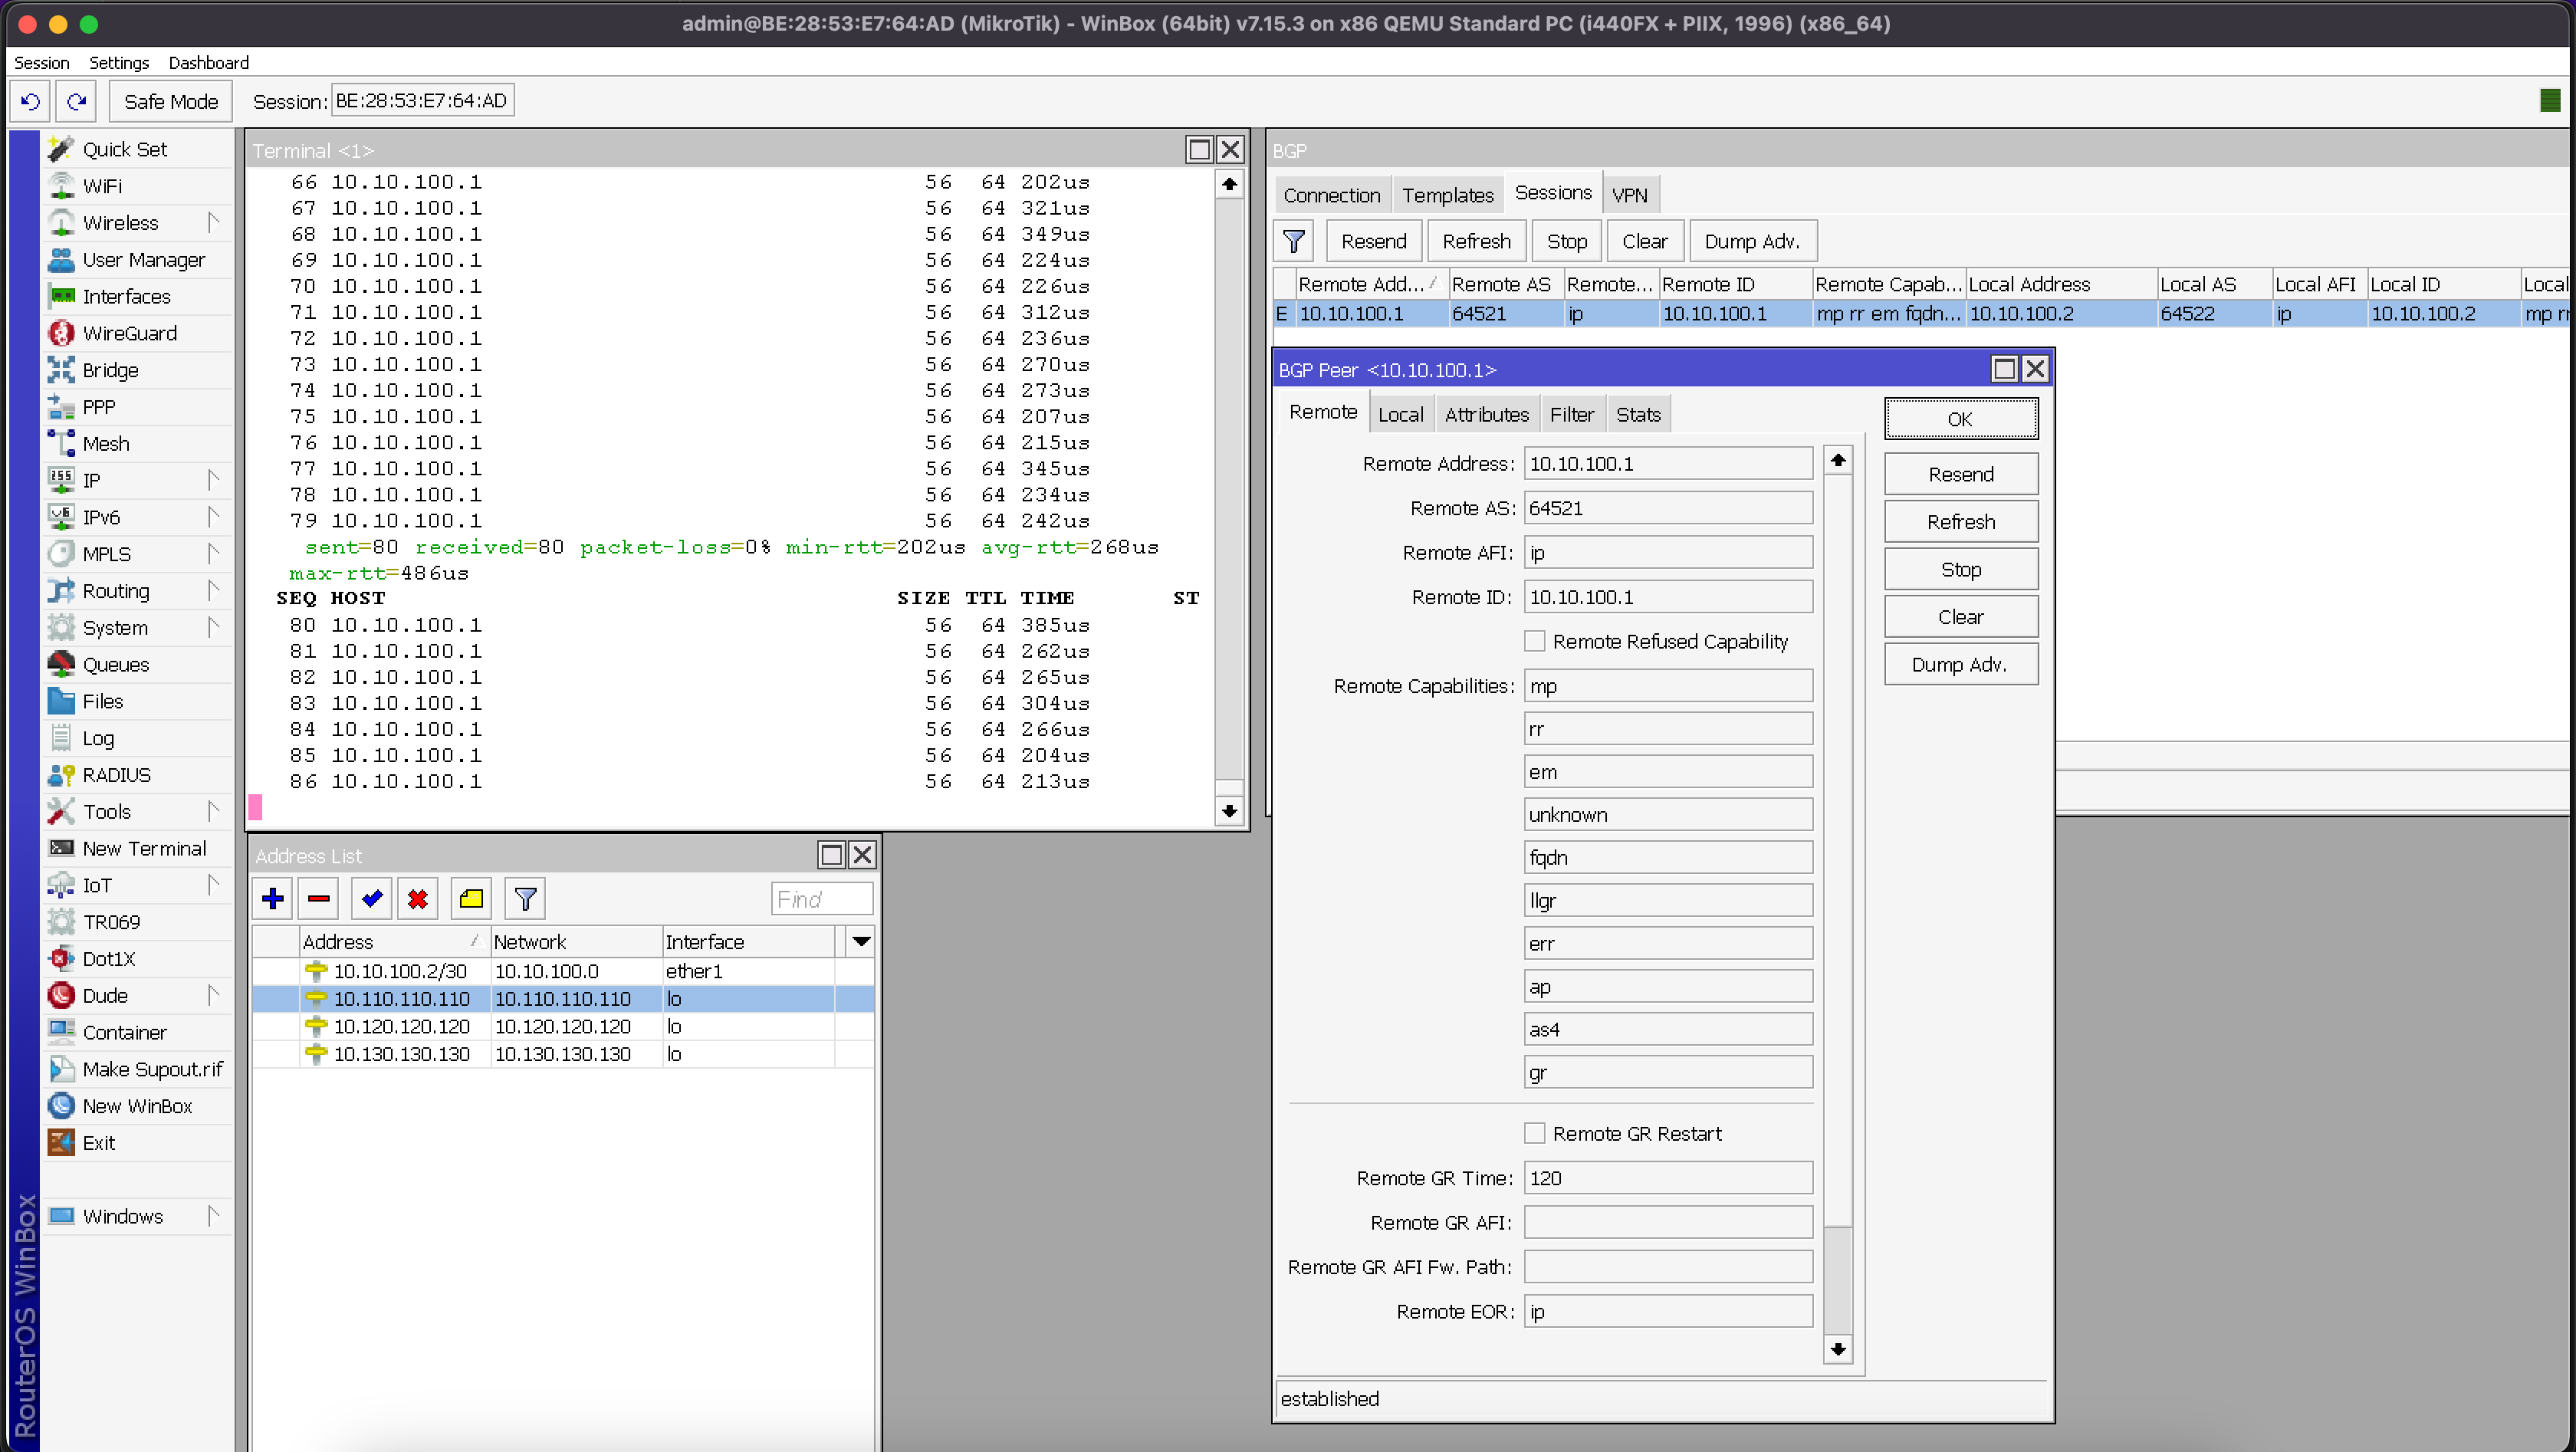 admin@BE:28:53:E7:64:AD (MikroTik) - WinBox (64bit) v7.15.3 on x86 QEMU Standard PC (i440FX + PIIX, 1996) (x86_64)
Session Settings Dashboard
Safe Mode Session: BE:28:53:E7:64:AD
Quick Set
WiFi
Wireless
User Manager
Interfaces
WireGuard
Bridge
PPP
Mesh
IP
IPv6
MPLS
Routing
System
Queues
Files
Log
RADIUS
Tools
New Terminal
IoT
TR069
Dot1X
Dude
Container
Make Supout.rif
New WinBox
Exit
Windows
RouterOS WinBox
Terminal <1>
66 10.10.100.1 56 64 202us
67 10.10.100.1 56 64 321us
68 10.10.100.1 56 64 349us
69 10.10.100.1 56 64 224us
70 10.10.100.1 56 64 226us
71 10.10.100.1 56 64 312us
72 10.10.100.1 56 64 236us
73 10.10.100.1 56 64 270us
74 10.10.100.1 56 64 273us
75 10.10.100.1 56 64 207us
76 10.10.100.1 56 64 215us
77 10.10.100.1 56 64 345us
78 10.10.100.1 56 64 234us
79 10.10.100.1 56 64 242us
sent=80 received=80 packet-loss=0% min-rtt=202us avg-rtt=268us
max-rtt=486us
SEQ HOST SIZE TTL TIME ST
80 10.10.100.1 56 64 385us
81 10.10.100.1 56 64 262us
82 10.10.100.1 56 64 265us
83 10.10.100.1 56 64 304us
84 10.10.100.1 56 64 266us
85 10.10.100.1 56 64 204us
86 10.10.100.1 56 64 213us
Address List
Find
Address Network Interface
10.10.100.2/30 10.10.100.0 ether1
10.110.110.110 10.110.110.110 lo
10.120.120.120 10.120.120.120 lo
10.130.130.130 10.130.130.130 lo
BGP
Connection Templates Sessions VPN
Resend Refresh Stop Clear Dump Adv.
Remote Add... Remote AS Remote... Remote ID Remote Capab... Local Address Local AS Local AFI Local ID Local
E 10.10.100.1 64521 ip 10.10.100.1 mp rr em fqdn... 10.10.100.2 64522 ip 10.10.100.2 mp rr
BGP Peer <10.10.100.1>
Remote Local Attributes Filter Stats
Remote Address: 10.10.100.1
Remote AS: 64521
Remote AFI: ip
Remote ID: 10.10.100.1
Remote Refused Capability
Remote Capabilities: mp
rr
em
unknown
fqdn
llgr
err
ap
as4
gr
Remote GR Restart
Remote GR Time: 120
Remote GR AFI:
Remote GR AFI Fw. Path:
Remote EOR: ip
OK
Resend
Refresh
Stop
Clear
Dump Adv.
established